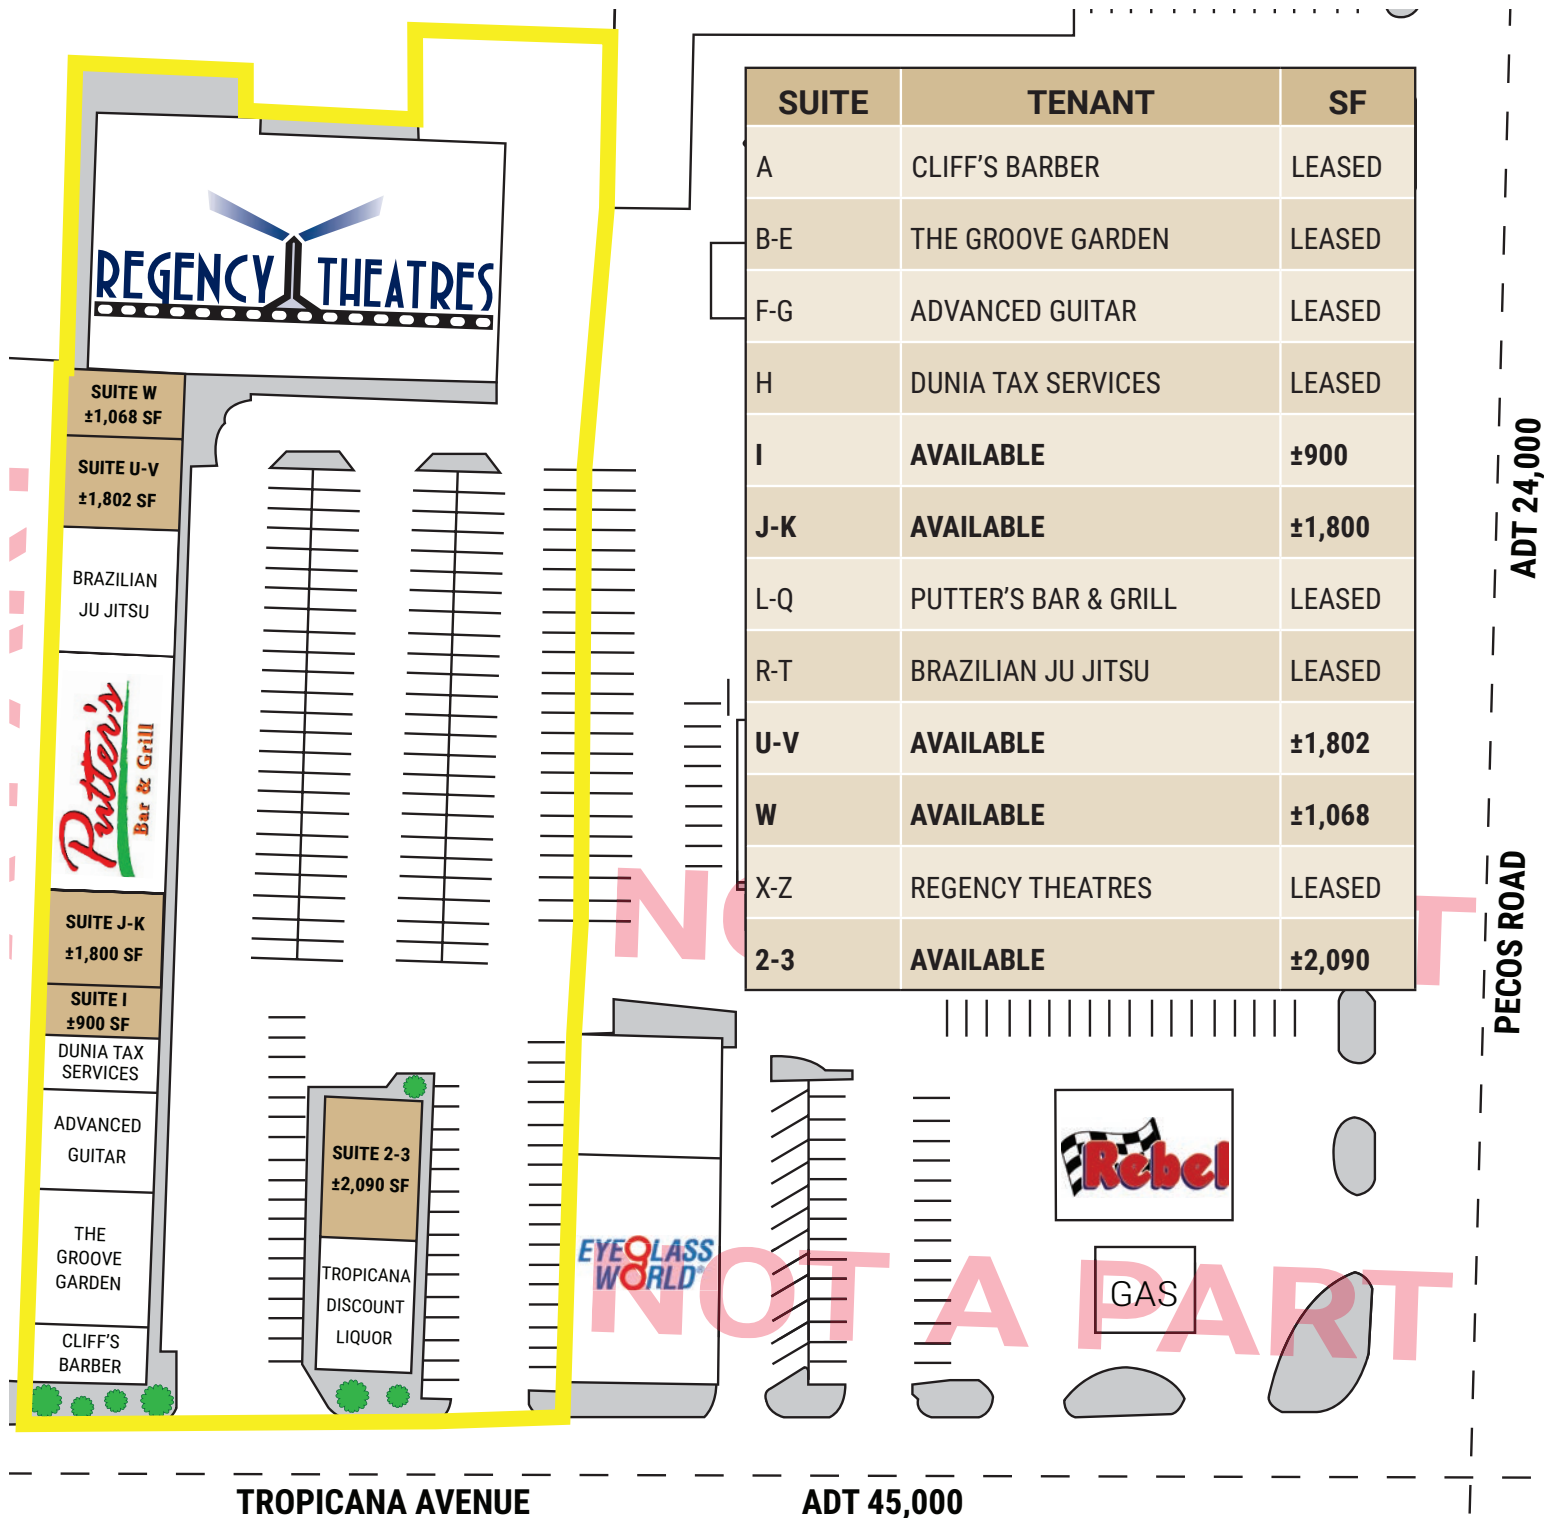 REGENCY THEATRES
SUITE W
±1,068 SF
SUITE U-V
±1,802 SF
BRAZILIAN
JU JITSU
Putter's
Bar & Grill
SUITE J-K
±1,800 SF
SUITE I
±900 SF
DUNIA TAX
SERVICES
ADVANCED
GUITAR
THE
GROOVE
GARDEN
CLIFF'S
BARBER
SUITE 2-3
±2,090 SF
TROPICANA
DISCOUNT
LIQUOR
EYEGLASS
WORLD®
SUITE TENANT SF
A CLIFF'S BARBER LEASED
B-E THE GROOVE GARDEN LEASED
F-G ADVANCED GUITAR LEASED
H DUNIA TAX SERVICES LEASED
I AVAILABLE ±900
J-K AVAILABLE ±1,800
L-Q PUTTER'S BAR & GRILL LEASED
R-T BRAZILIAN JU JITSU LEASED
U-V AVAILABLE ±1,802
W AVAILABLE ±1,068
X-Z REGENCY THEATRES LEASED
2-3 AVAILABLE ±2,090
Rebel
GAS
NOT A PART
ADT 24,000
PECOS ROAD
TROPICANA AVENUE
ADT 45,000